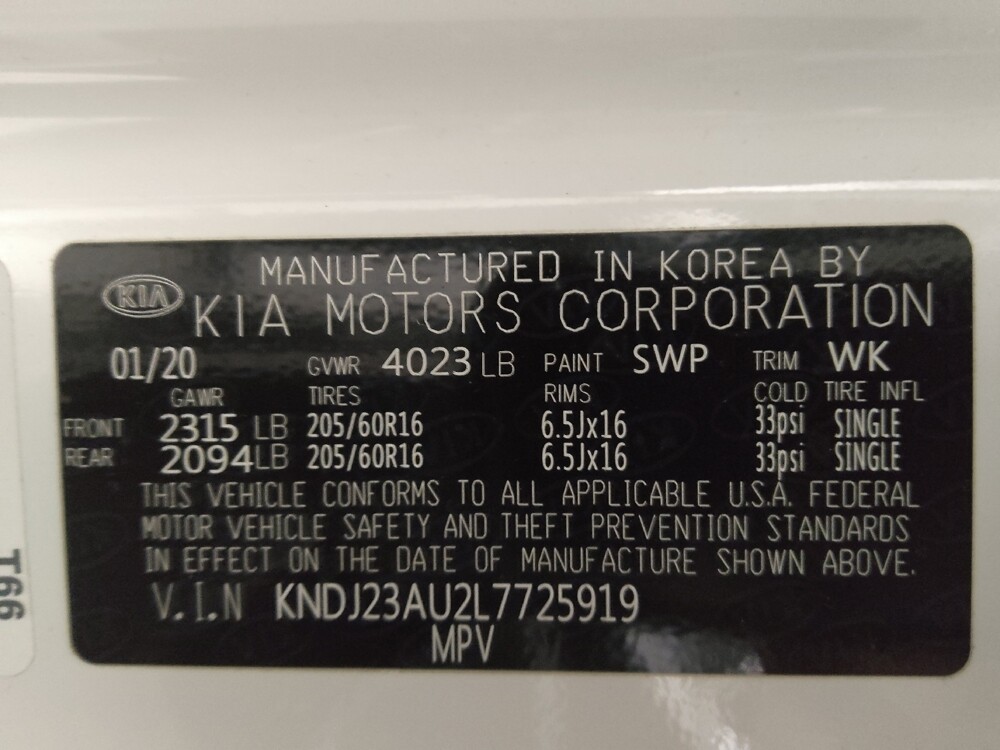 MANUFACTURED IN KOREA BY
KIA KIA MOTORS CORPORATION
01/20 GVWR 4023 LB PAINT SWP TRIM WK
GAWR TIRES RIMS COLD TIRE INFL
FRONT 2315 LB 205/60R16 6.5Jx16 33psi SINGLE
REAR 2094 LB 205/60R16 6.5Jx16 33psi SINGLE
THIS VEHICLE CONFORMS TO ALL APPLICABLE U.S.A. FEDERAL
MOTOR VEHICLE SAFETY AND THEFT PREVENTION STANDARDS
IN EFFECT ON THE DATE OF MANUFACTURE SHOWN ABOVE.
V.I.N KNDJ23AU2L7725919
MPV
T66